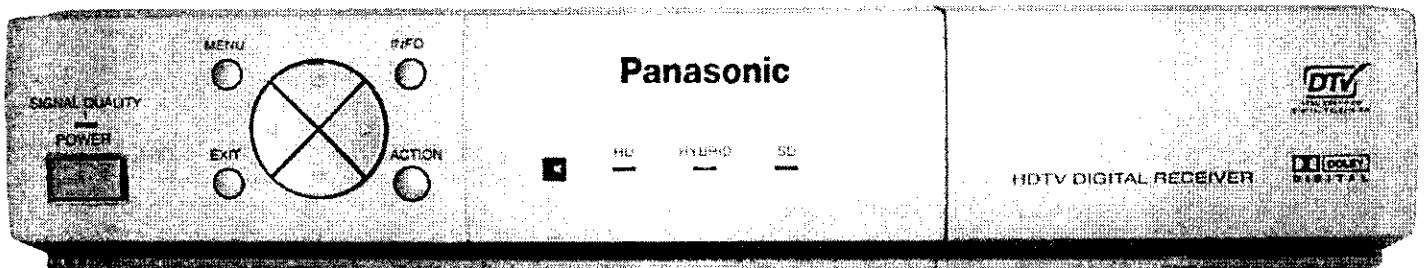 MENU
INFO
Panasonic
DTV
SIGNAL QUALITY
POWER
EXIT
ACTION
HD
HYBRID
SD
HDTV DIGITAL RECEIVER
DOLBY
DIGITAL